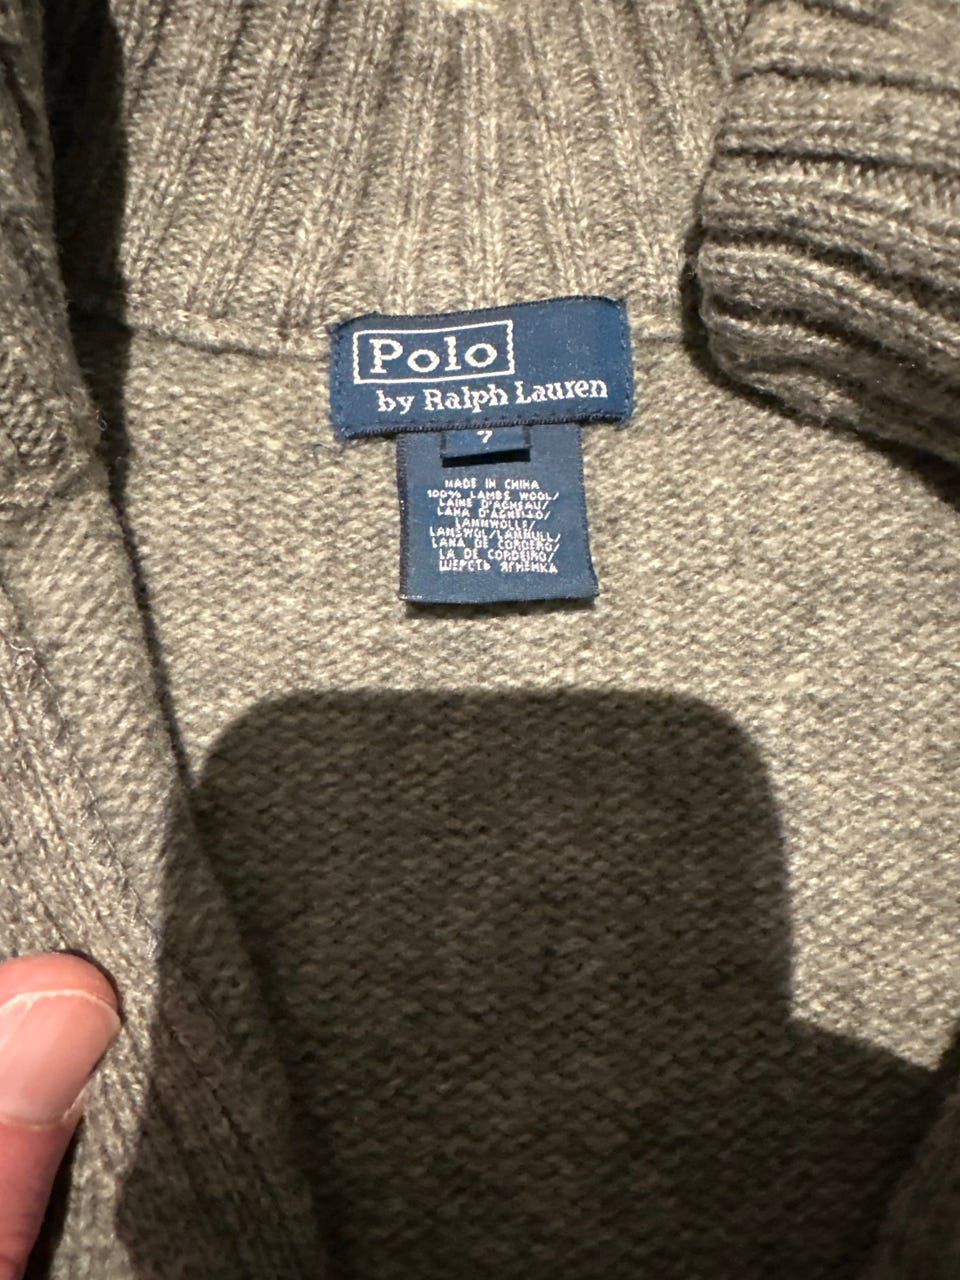 Polo
by Ralph Lauren
7
MADE IN CHINA
100% LAMBS WOOL/
LAINE D'AGNEAU/
LANA D'AGNELLO/
LAMMWOLLE/
LAMSWOL/LAMMULL/
LANA DE CORDERO/
LA DE CORDEIRO/
ШЕРСТЬ ЯГНЕНКА